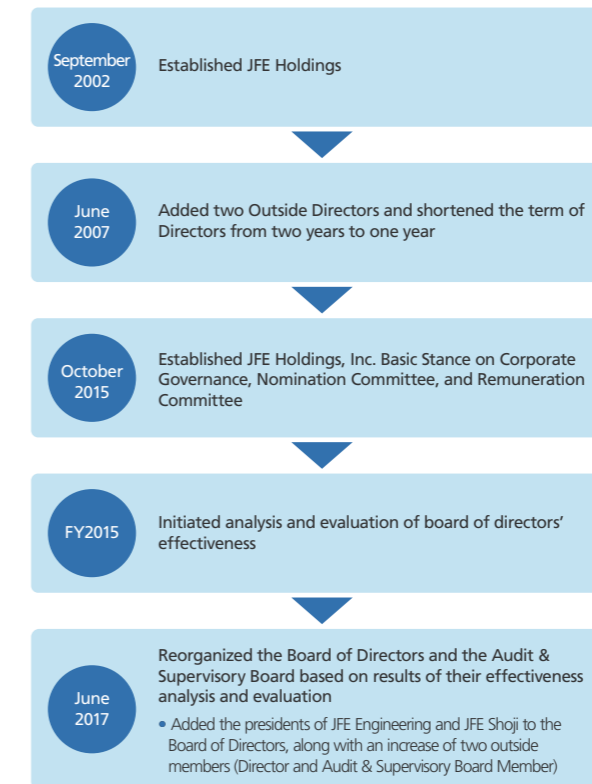 September
2002
Established JFE Holdings
June
2007
Added two Outside Directors and shortened the term of
Directors from two years to one year
October
2015
Established JFE Holdings, Inc. Basic Stance on Corporate
Governance, Nomination Committee, and Remuneration
Committee
FY2015
Initiated analysis and evaluation of board of directors’
effectiveness
June
2017
Reorganized the Board of Directors and the Audit &
Supervisory Board based on results of their effectiveness
analysis and evaluation
• Added the presidents of JFE Engineering and JFE Shoji to the
Board of Directors, along with an increase of two outside
members (Director and Audit & Supervisory Board Member)